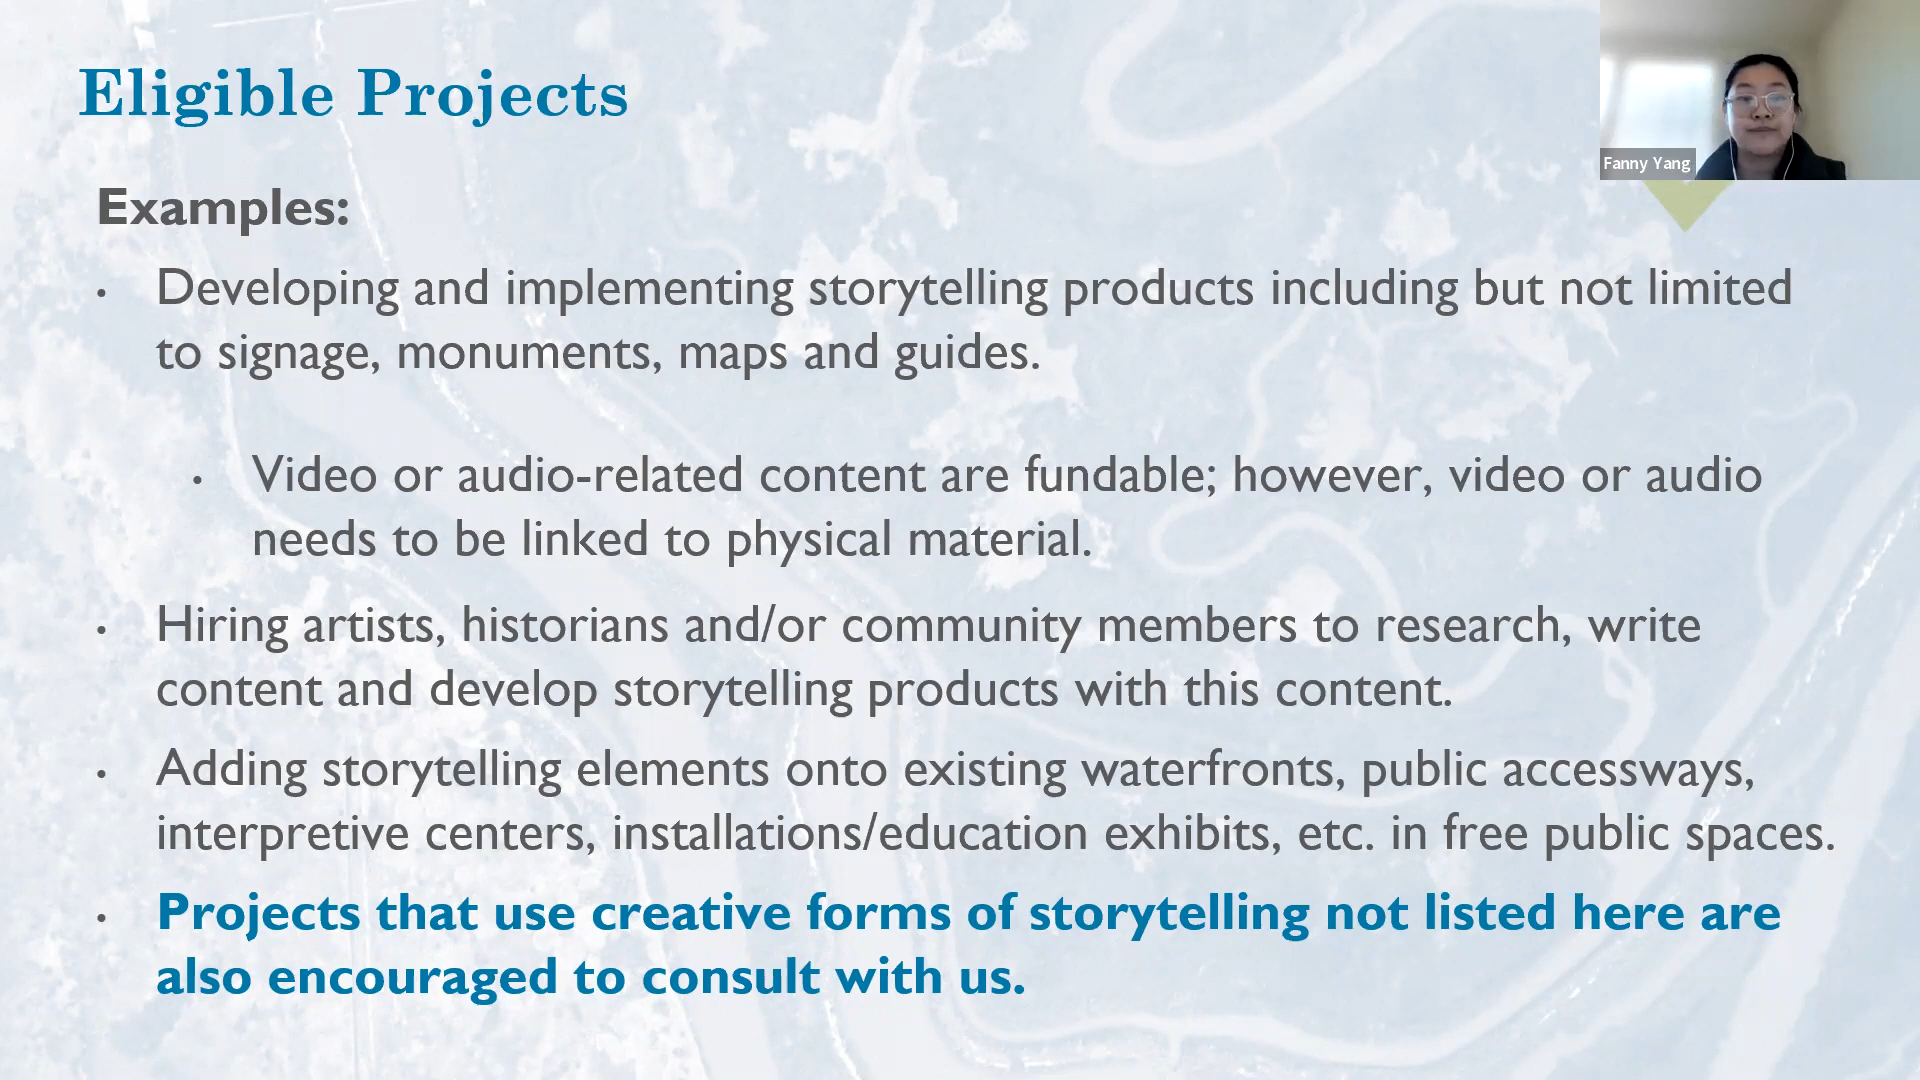 Eligible Projects
Fanny Yang
Examples:
• Developing and implementing storytelling products including but not limited
to signage, monuments, maps and guides.
• Video or audio-related content are fundable; however, video or audio
needs to be linked to physical material.
• Hiring artists, historians and/or community members to research, write
content and develop storytelling products with this content.
• Adding storytelling elements onto existing waterfronts, public accessways,
interpretive centers, installations/education exhibits, etc. in free public spaces.
• Projects that use creative forms of storytelling not listed here are
also encouraged to consult with us.